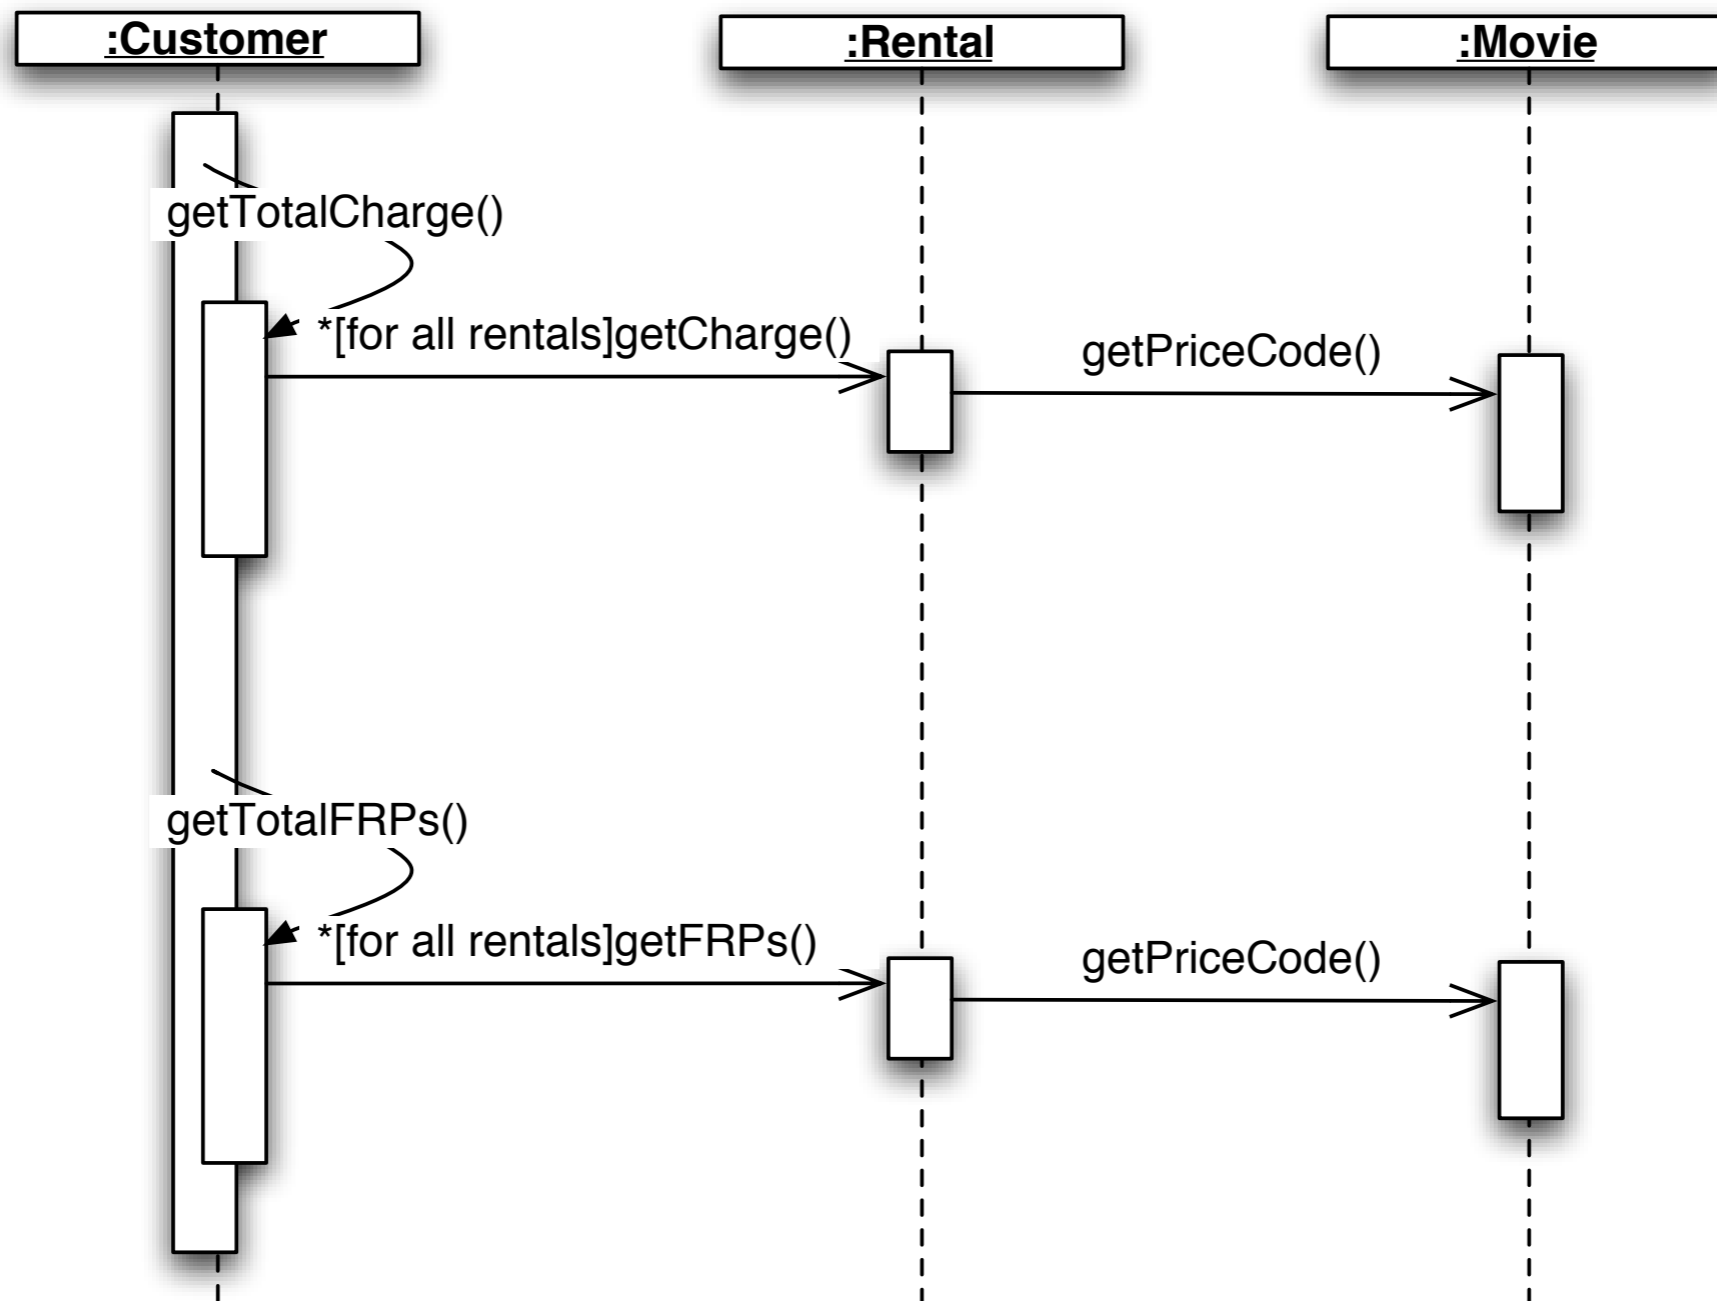 :Customer
:Rental
:Movie
getTotalCharge()
*[for all rentals]getCharge()
getPriceCode()
getTotalFRPs()
*[for all rentals]getFRPs()
getPriceCode()